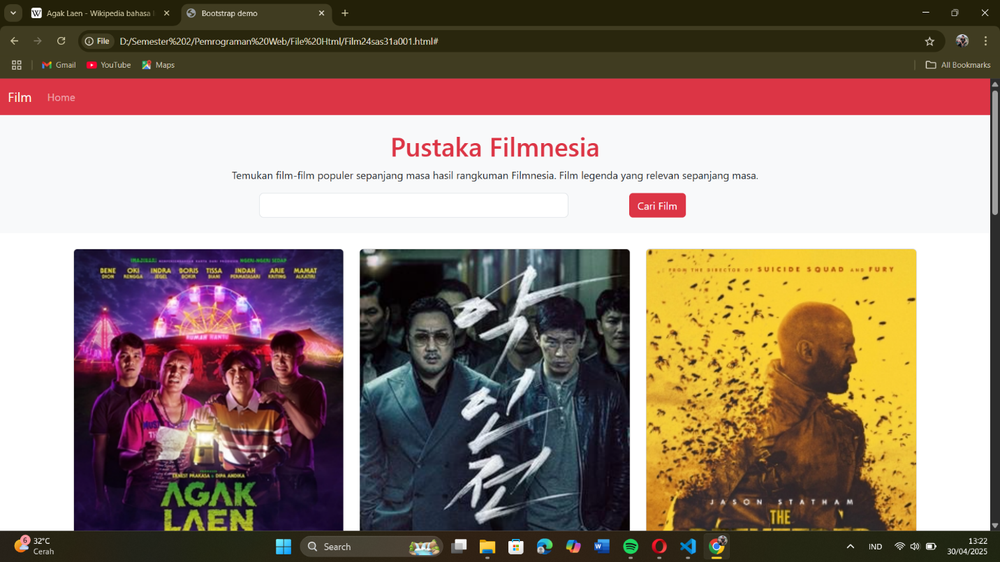 Agak Laen - Wikipedia bahasa
Bootstrap demo
File
D:/Semester%202/Pemrograman%20Web/File%20Html/Film24sas31a001.html#
Gmail
YouTube
Maps
All Bookmarks
Film
Home
Pustaka Filmnesia
Temukan film-film populer sepanjang masa hasil rangkuman Filmnesia. Film legenda yang relevan sepanjang masa.
Cari Film
BENE OKI INDRA BORIS TISSA INDAH ARIE MAMAT
DION RENGGA JEGEL BOKIR BIANI PERMATASARI KRITING ALKATIRI
RUMAH HANTU
ERNEST PRAKASA & DIPA ANDIKA
AGAK
LAEN
악인전
FROM THE DIRECTOR OF SUICIDE SQUAD AND FURY
JASON STATHAM
THE
6
32°C
Cerah
Search
IND
13:22
30/04/2025